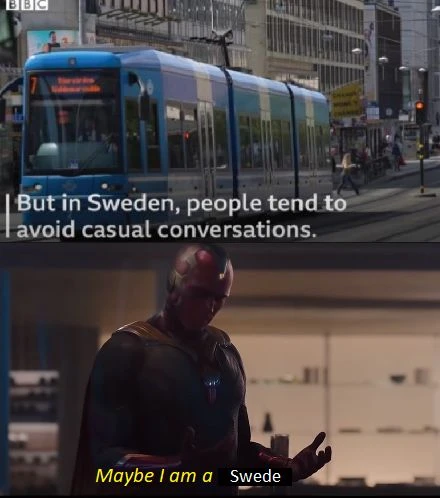 BBC
7
But in Sweden, people tend to
avoid casual conversations.
Maybe I am a Swede